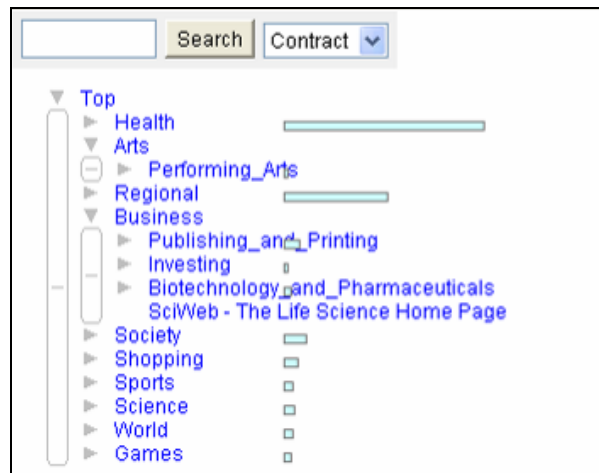 Search Contract
Top
Health
Arts
Performing_Arts
Regional
Business
Publishing_and_Printing
Investing
Biotechnology_and_Pharmaceuticals
SciWeb - The Life Science Home Page
Society
Shopping
Sports
Science
World
Games